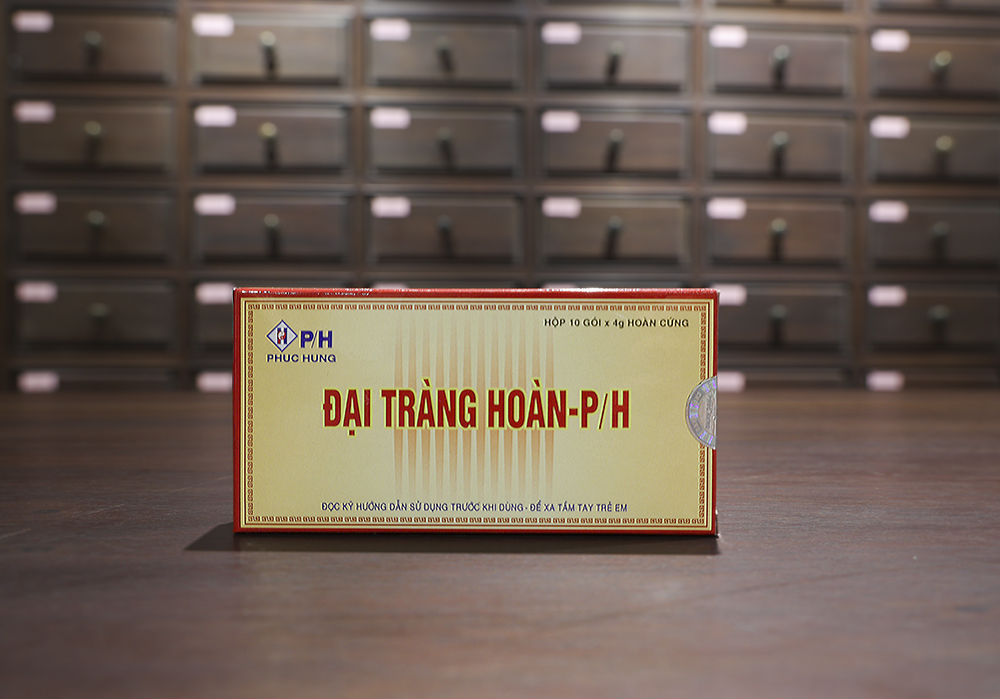 HỘP 10 GÓI x 4g HOÀN CỨNG
P/H
PHUC HUNG
ĐẠI TRÀNG HOÀN-P/H
ĐỌC KỸ HƯỚNG DẪN SỬ DỤNG TRƯỚC KHI DÙNG - ĐỂ XA TẦM TAY TRẺ EM